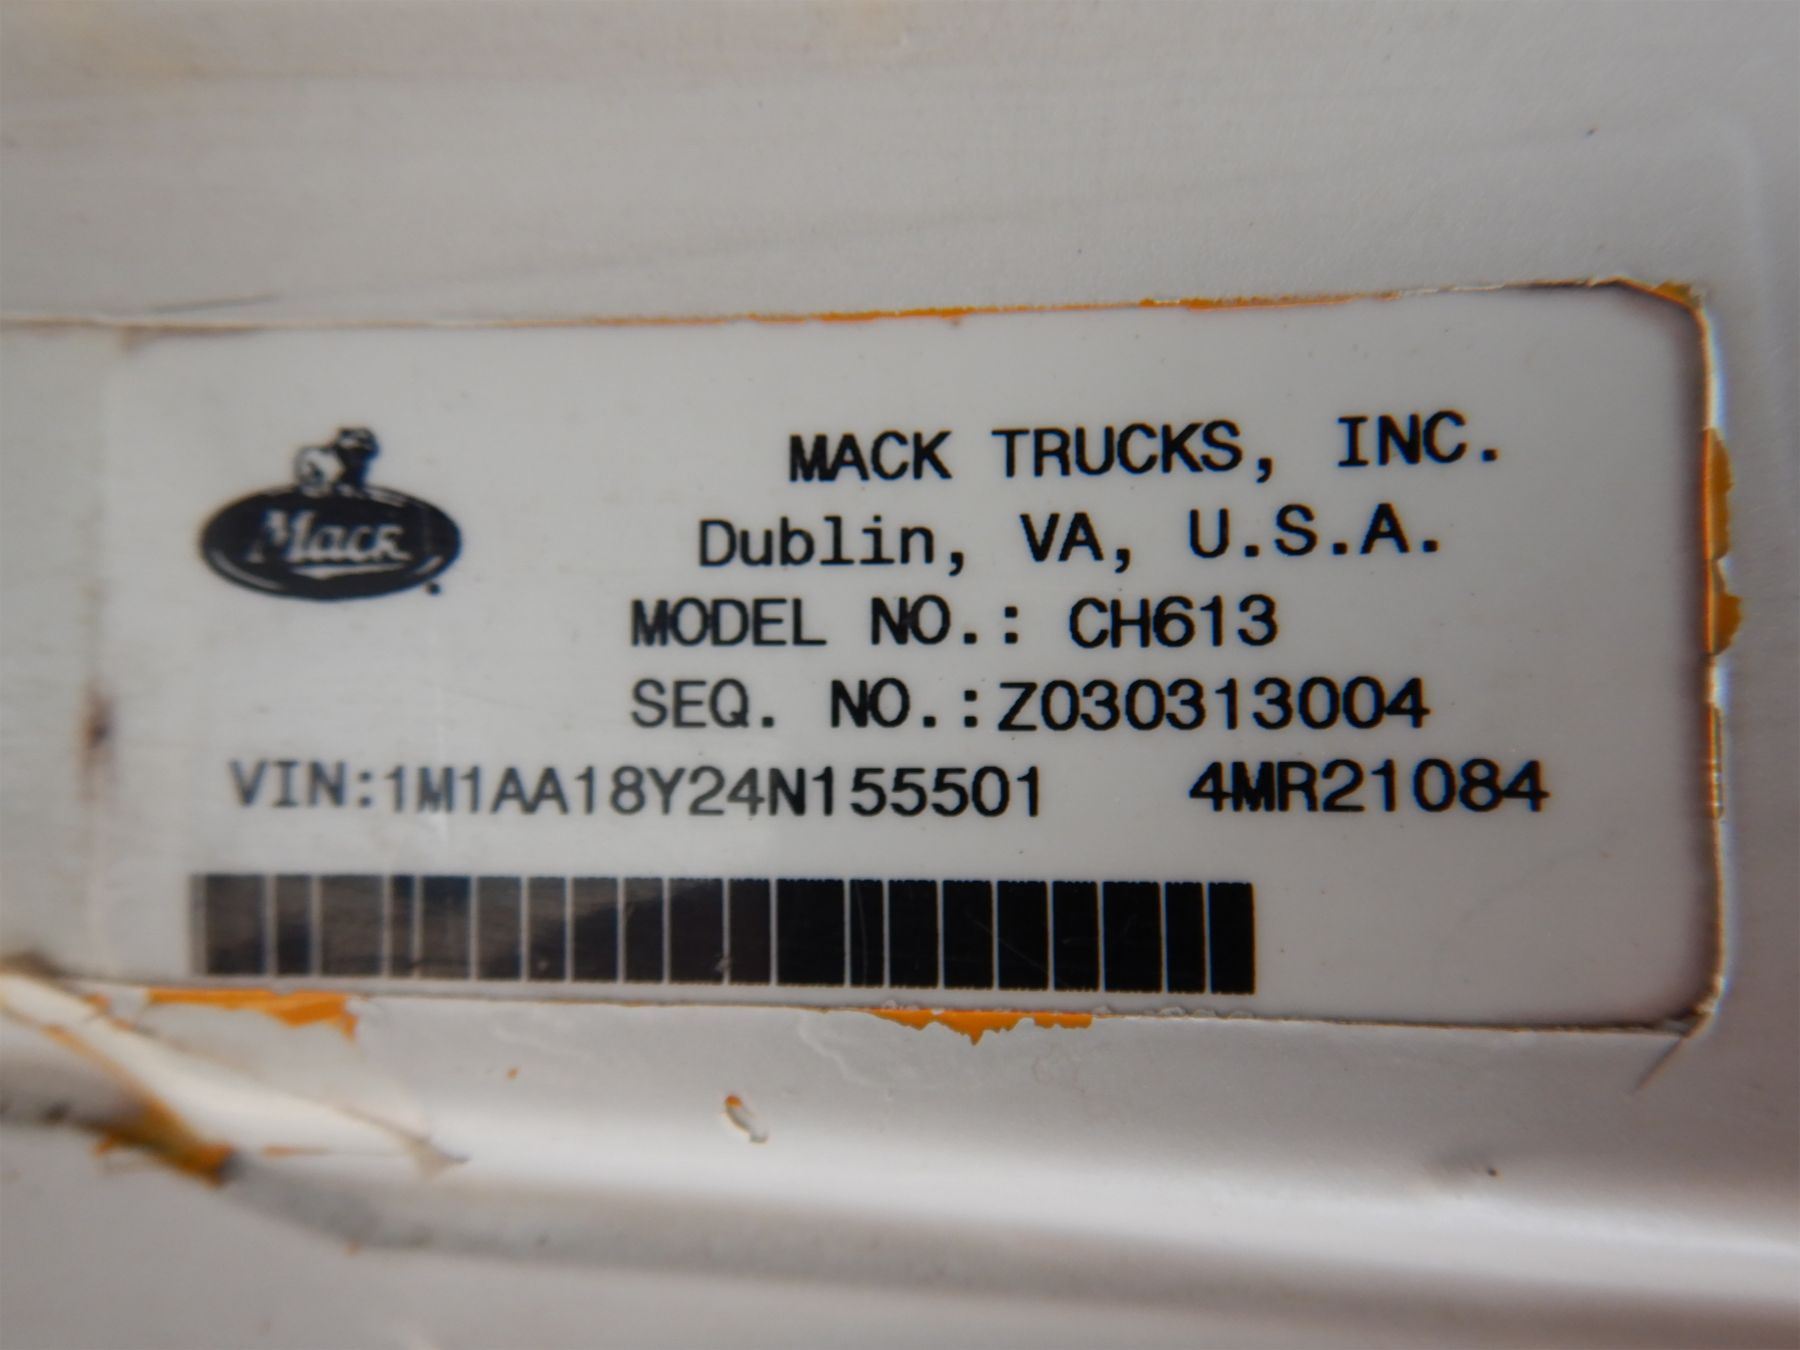 Mack
MACK TRUCKS, INC.
Dublin, VA, U.S.A.
MODEL NO.: CH613
SEQ. NO.:Z030313004
VIN:1M1AA18Y24N155501 4MR21084